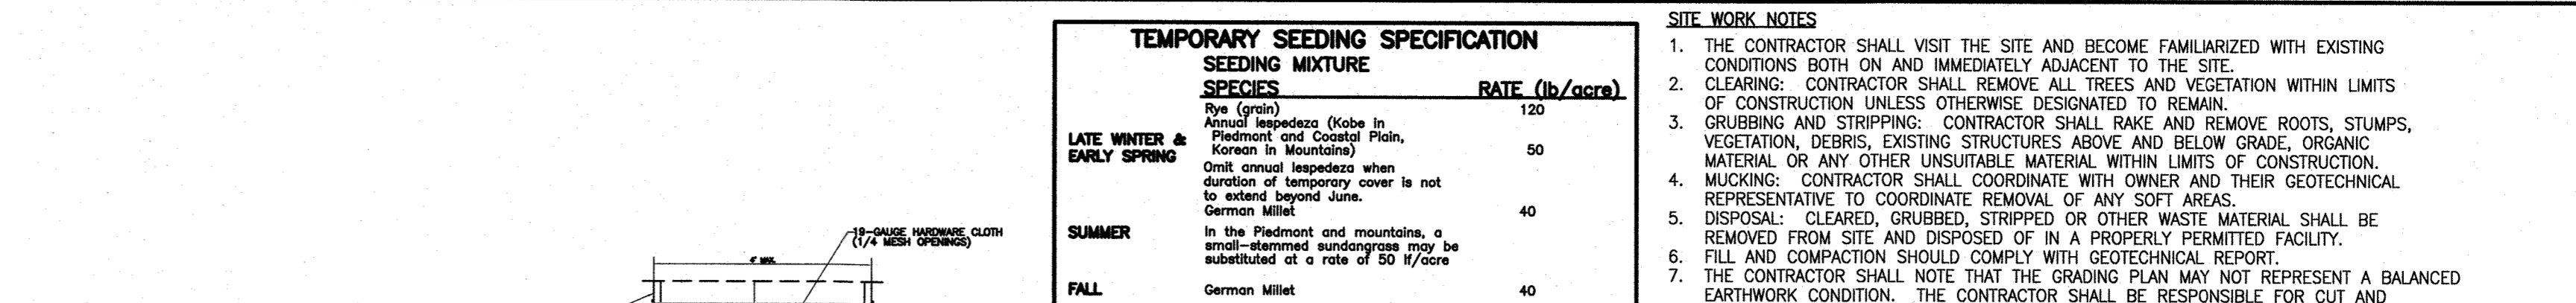 19-GAUGE HARDWARE CLOTH
(1/4 MESH OPENINGS)
4' MAX.
TEMPORARY SEEDING SPECIFICATION
SEEDING MIXTURE
SPECIES RATE (lb/acre)
Rye (grain) 120
Annual lespedeza (Kobe in
Piedmont and Coastal Plain,
Korean in Mountains) 50
LATE WINTER &
EARLY SPRING
Omit annual lespedeza when
duration of temporary cover is not
to extend beyond June.
German Millet 40
SUMMER In the Piedmont and mountains, a
small-stemmed sundangrass may be
substituted at a rate of 50 lf/acre
FALL German Millet 40
SITE WORK NOTES
1. THE CONTRACTOR SHALL VISIT THE SITE AND BECOME FAMILIARIZED WITH EXISTING
CONDITIONS BOTH ON AND IMMEDIATELY ADJACENT TO THE SITE.
2. CLEARING: CONTRACTOR SHALL REMOVE ALL TREES AND VEGETATION WITHIN LIMITS
OF CONSTRUCTION UNLESS OTHERWISE DESIGNATED TO REMAIN.
3. GRUBBING AND STRIPPING: CONTRACTOR SHALL RAKE AND REMOVE ROOTS, STUMPS,
VEGETATION, DEBRIS, EXISTING STRUCTURES ABOVE AND BELOW GRADE, ORGANIC
MATERIAL OR ANY OTHER UNSUITABLE MATERIAL WITHIN LIMITS OF CONSTRUCTION.
4. MUCKING: CONTRACTOR SHALL COORDINATE WITH OWNER AND THEIR GEOTECHNICAL
REPRESENTATIVE TO COORDINATE REMOVAL OF ANY SOFT AREAS.
5. DISPOSAL: CLEARED, GRUBBED, STRIPPED OR OTHER WASTE MATERIAL SHALL BE
REMOVED FROM SITE AND DISPOSED OF IN A PROPERLY PERMITTED FACILITY.
6. FILL AND COMPACTION SHOULD COMPLY WITH GEOTECHNICAL REPORT.
7. THE CONTRACTOR SHALL NOTE THAT THE GRADING PLAN MAY NOT REPRESENT A BALANCED
EARTHWORK CONDITION. THE CONTRACTOR SHALL BE RESPONSIBLE FOR CUT AND